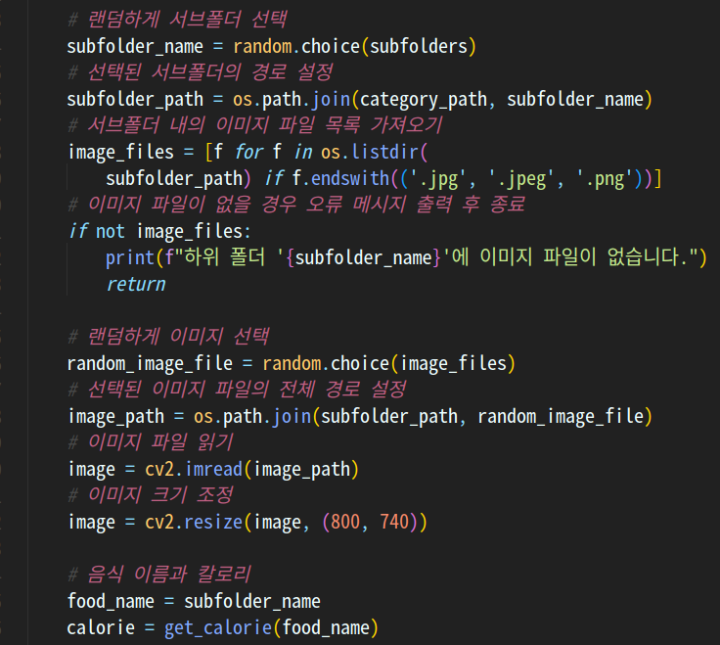 # 랜덤하게 서브폴더 선택
subfolder_name = random.choice(subfolders)
# 선택된 서브폴더의 경로 설정
subfolder_path = os.path.join(category_path, subfolder_name)
# 서브폴더 내의 이미지 파일 목록 가져오기
image_files = [f for f in os.listdir(
    subfolder_path) if f.endswith(('.jpg', '.jpeg', '.png'))]
# 이미지 파일이 없을 경우 오류 메시지 출력 후 종료
if not image_files:
    print(f"하위 폴더 '{subfolder_name}'에 이미지 파일이 없습니다.")
    return

# 랜덤하게 이미지 선택
random_image_file = random.choice(image_files)
# 선택된 이미지 파일의 전체 경로 설정
image_path = os.path.join(subfolder_path, random_image_file)
# 이미지 파일 읽기
image = cv2.imread(image_path)
# 이미지 크기 조정
image = cv2.resize(image, (800, 740))

# 음식 이름과 칼로리
food_name = subfolder_name
calorie = get_calorie(food_name)